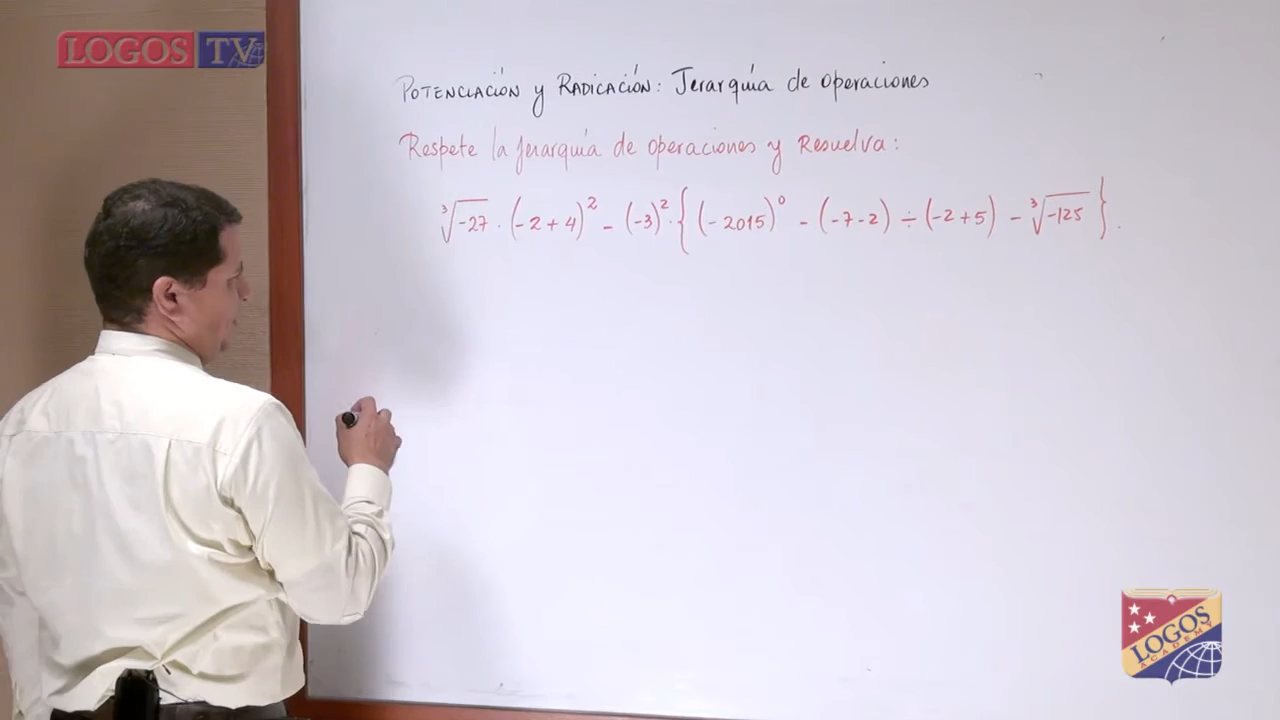 LOGOS TV
POTENCIACIÓN y RADICACIÓN: Jerarquía de operaciones
Respete la jerarquía de operaciones y Resuelva:
∛-27 · (-2+4)² - (-3)² · { (-2015)⁰ - (-7-2) ÷ (-2+5) - ∛-125 }.
LOGOS
ACADEMY